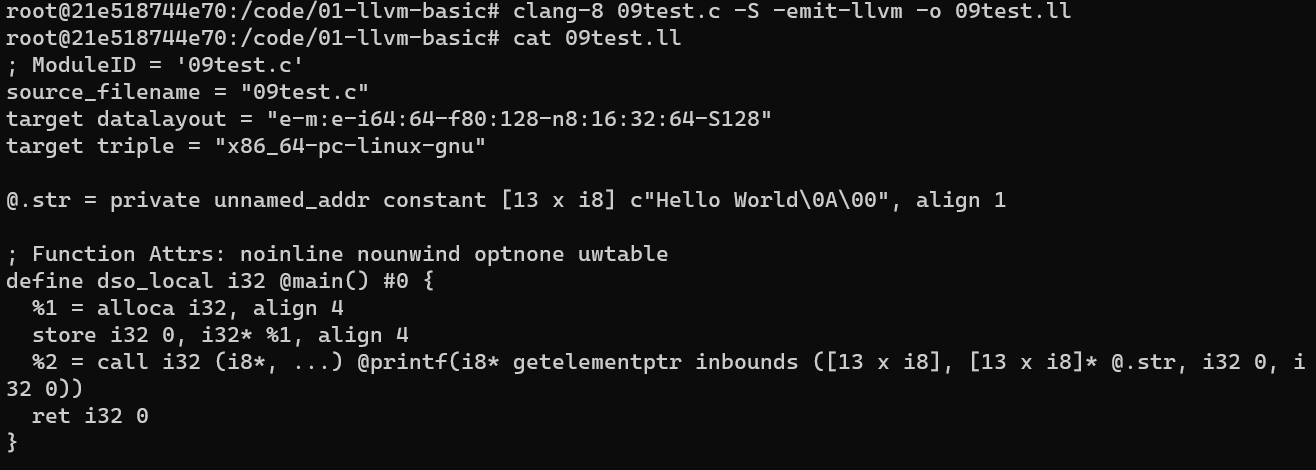 root@21e518744e70:/code/01-llvm-basic# clang-8 09test.c -S -emit-llvm -o 09test.ll
root@21e518744e70:/code/01-llvm-basic# cat 09test.ll
; ModuleID = '09test.c'
source_filename = "09test.c"
target datalayout = "e-m:e-i64:64-f80:128-n8:16:32:64-S128"
target triple = "x86_64-pc-linux-gnu"

@.str = private unnamed_addr constant [13 x i8] c"Hello World\0A\00", align 1

; Function Attrs: noinline nounwind optnone uwtable
define dso_local i32 @main() #0 {
  %1 = alloca i32, align 4
  store i32 0, i32* %1, align 4
  %2 = call i32 (i8*, ...) @printf(i8* getelementptr inbounds ([13 x i8], [13 x i8]* @.str, i32 0, i
32 0))
  ret i32 0
}